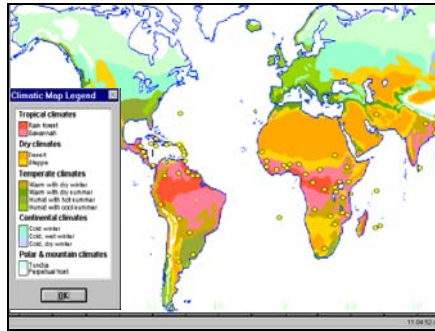 Climatic Map Legend
Tropical climates
Rain forest
Savannah
Dry climates
Desert
Steppe
Temperate climates
Warm with dry winter
Warm with dry summer
Humid with hot summer
Humid with cool summer
Continental climates
Cold winter
Cold, wet winter
Cold, dry winter
Polar & mountain climates
Tundra
Perpetual frost
OK